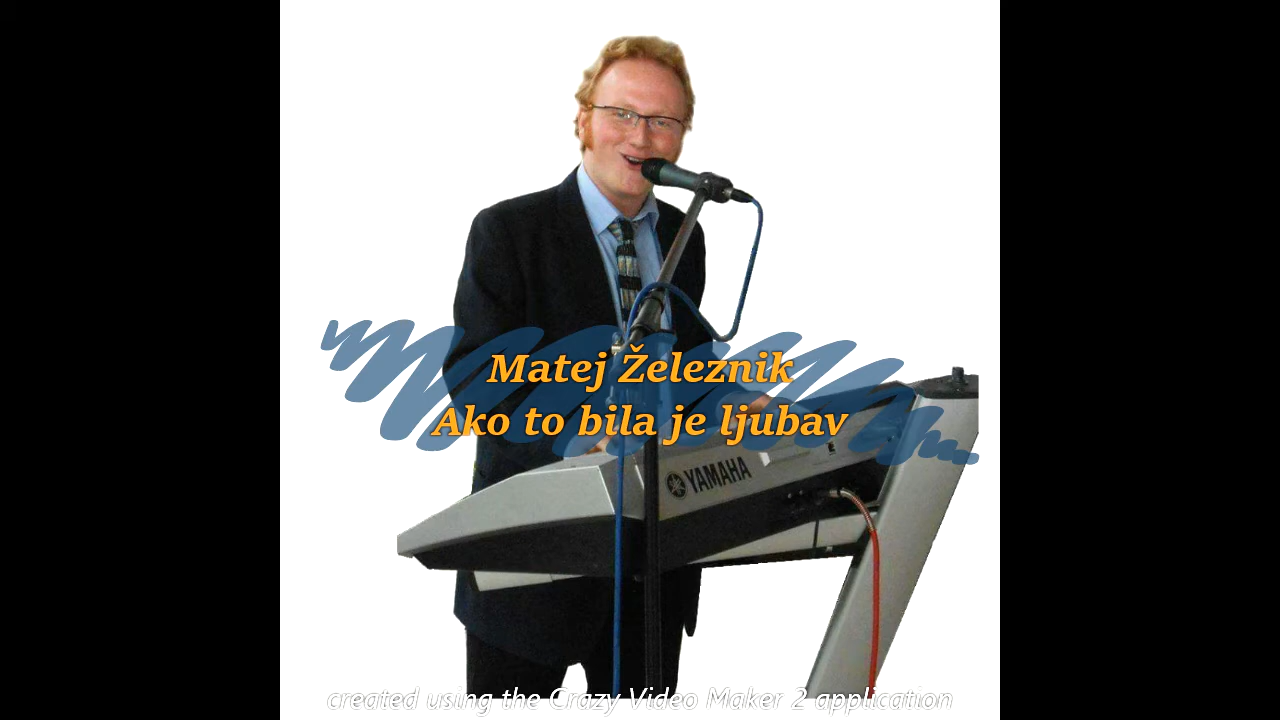 Matej Železnik
Ako to bila je ljubav
YAMAHA
created using the Crazy Video Maker 2 application